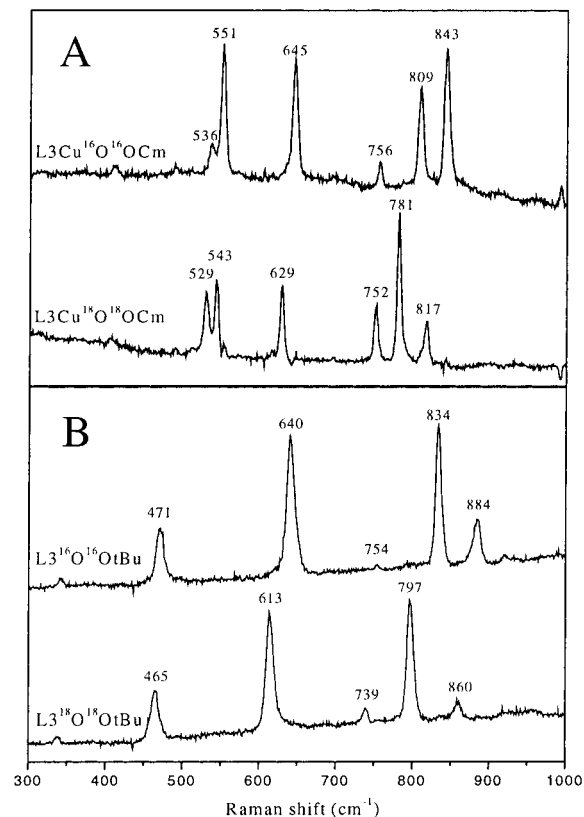 A
551
645
843
809
536
756
L3Cu¹⁶O¹⁶OCm
781
543
529
629
752
817
L3Cu¹⁸O¹⁸OCm
B
640
834
471
884
754
L3¹⁶O¹⁶OtBu
613
797
465
739
860
L3¹⁸O¹⁸OtBu
300 400 500 600 700 800 900 1000
Raman shift (cm⁻¹)